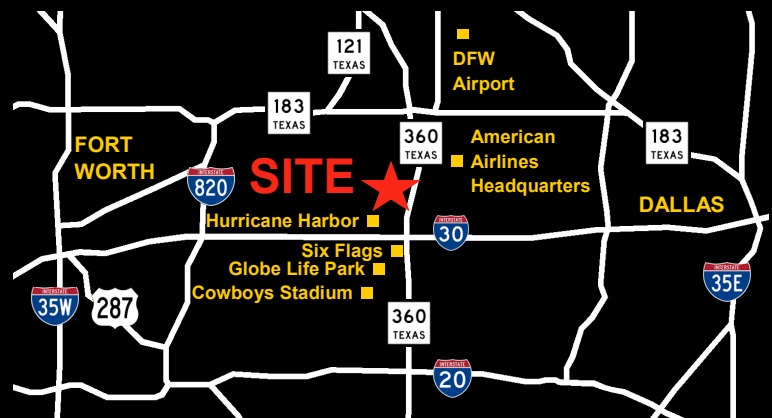 121
TEXAS
DFW
Airport
183
TEXAS
360
TEXAS
American
Airlines
Headquarters
183
TEXAS
FORT
WORTH
INTERSTATE
820
SITE
DALLAS
Hurricane Harbor
INTERSTATE
30
Six Flags
Globe Life Park
Cowboys Stadium
INTERSTATE
35W
287
INTERSTATE
35E
360
TEXAS
INTERSTATE
20